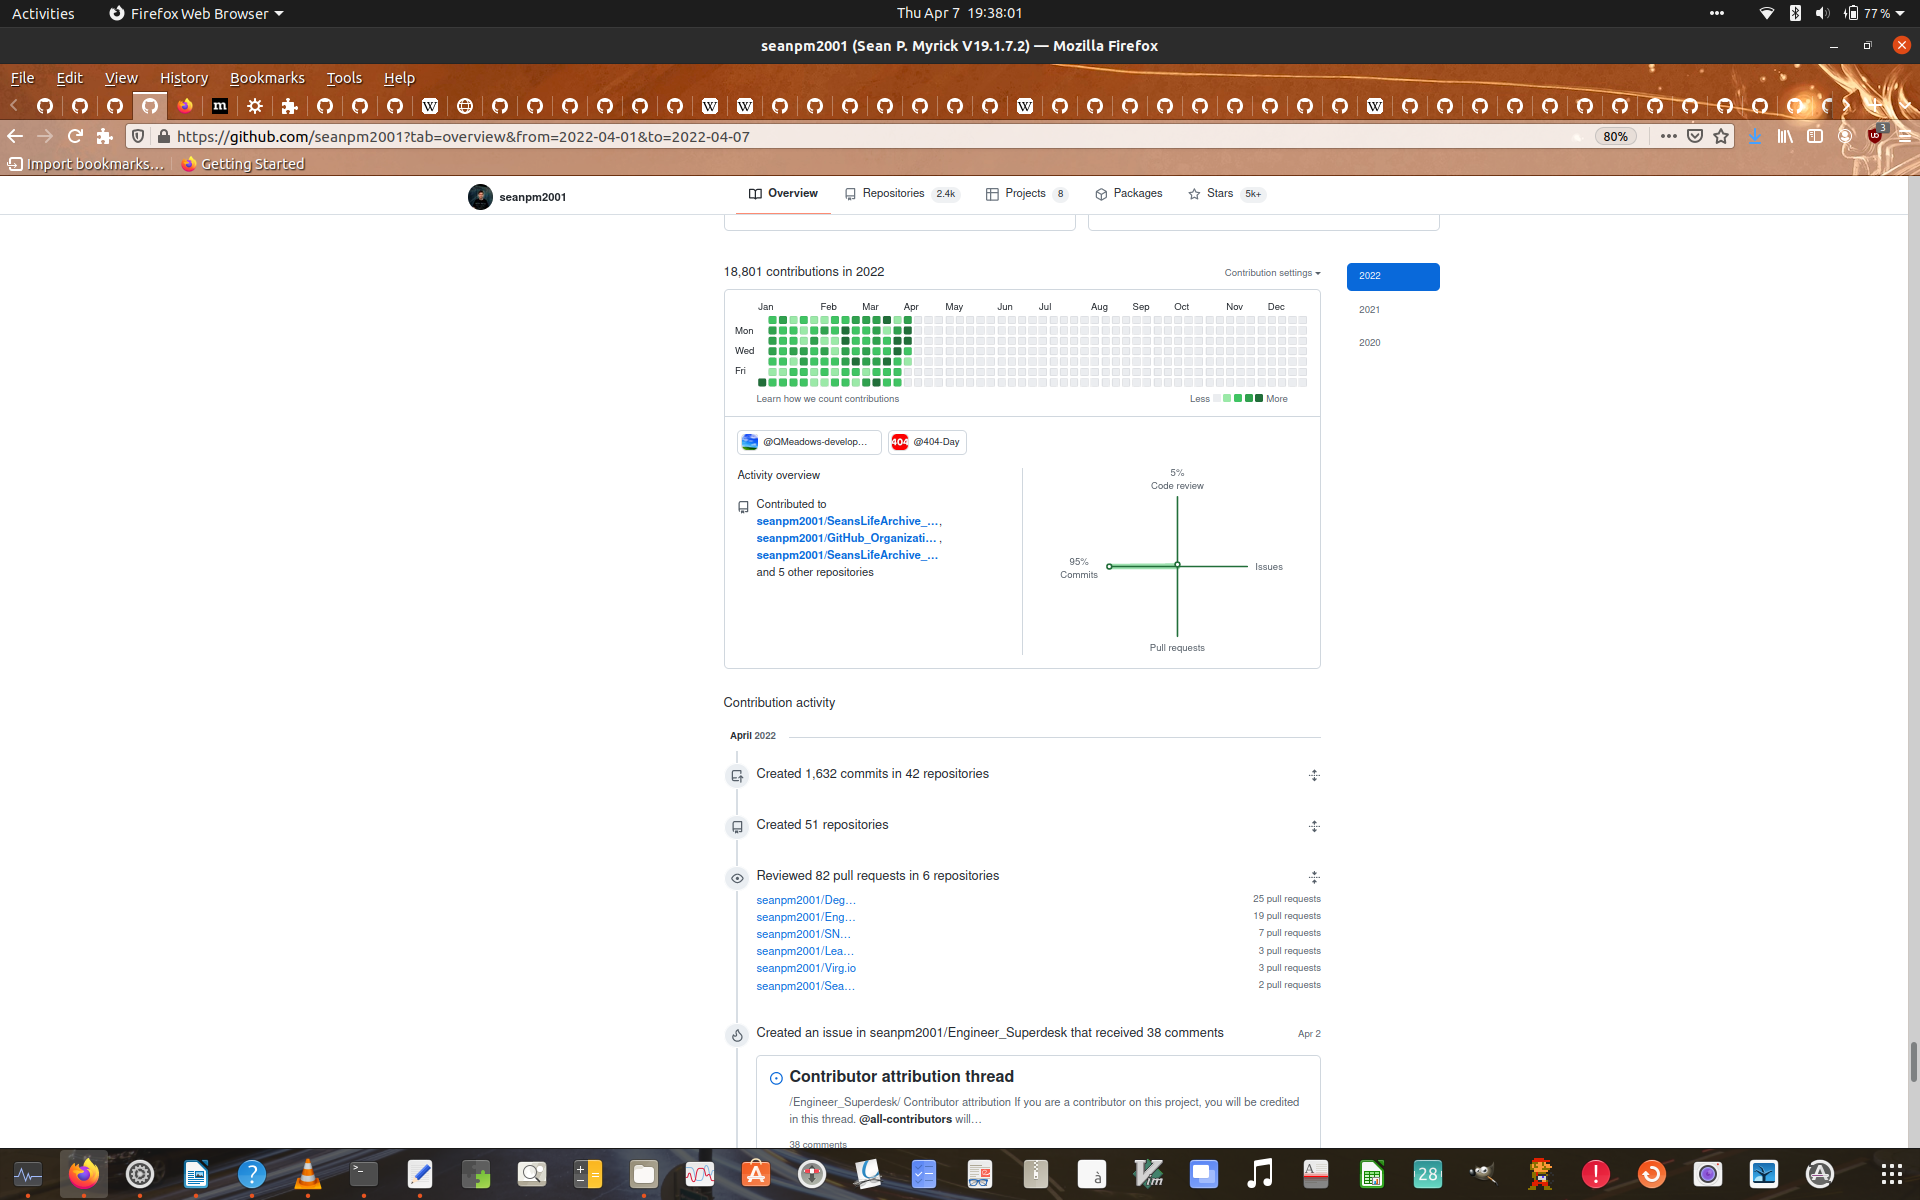 Activities
Firefox Web Browser
Thu Apr 7 19:38:01
77 %
seanpm2001 (Sean P. Myrick V19.1.7.2) — Mozilla Firefox
File Edit View History Bookmarks Tools Help
https://github.com/seanpm2001?tab=overview&from=2022-04-01&to=2022-04-07
80%
3
Import bookmarks…
Getting Started
seanpm2001
Overview
Repositories 2.4k
Projects 8
Packages
Stars 5k+
18,801 contributions in 2022
Contribution settings
2022
2021
2020
Jan Feb Mar Apr May Jun Jul Aug Sep Oct Nov Dec
Mon
Wed
Fri
Learn how we count contributions
Less More
@QMeadows-develop…
404 @404-Day
Activity overview
Contributed to
seanpm2001/SeansLifeArchive_…,
seanpm2001/GitHub_Organizati… ,
seanpm2001/SeansLifeArchive_…
and 5 other repositories
5%
Code review
95%
Commits
Issues
Pull requests
Contribution activity
April 2022
Created 1,632 commits in 42 repositories
Created 51 repositories
Reviewed 82 pull requests in 6 repositories
seanpm2001/Deg… 25 pull requests
seanpm2001/Eng… 19 pull requests
seanpm2001/SN… 7 pull requests
seanpm2001/Lea… 3 pull requests
seanpm2001/Virg.io 3 pull requests
seanpm2001/Sea… 2 pull requests
Created an issue in seanpm2001/Engineer_Superdesk that received 38 comments
Apr 2
Contributor attribution thread
/Engineer_Superdesk/ Contributor attribution If you are a contributor on this project, you will be credited
in this thread. @all-contributors will…
38 comments
28